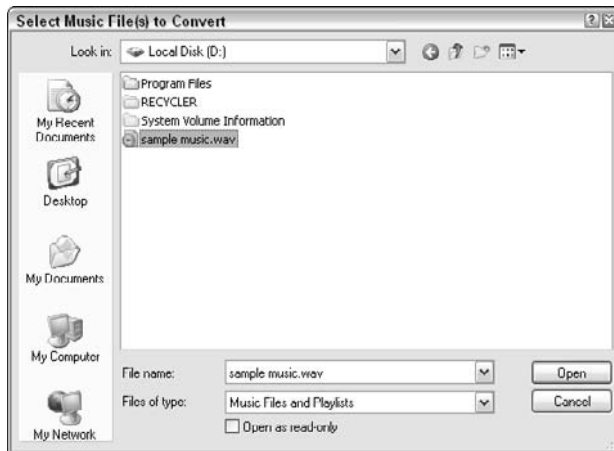 Select Music File(s) to Convert
Look in:
Local Disk (D:)
My Recent
Documents
Desktop
My Documents
My Computer
My Network
Program Files
RECYCLER
System Volume Information
sample music.wav
File name:
sample music.wav
Open
Files of type:
Music Files and Playlists
Cancel
Open as read-only